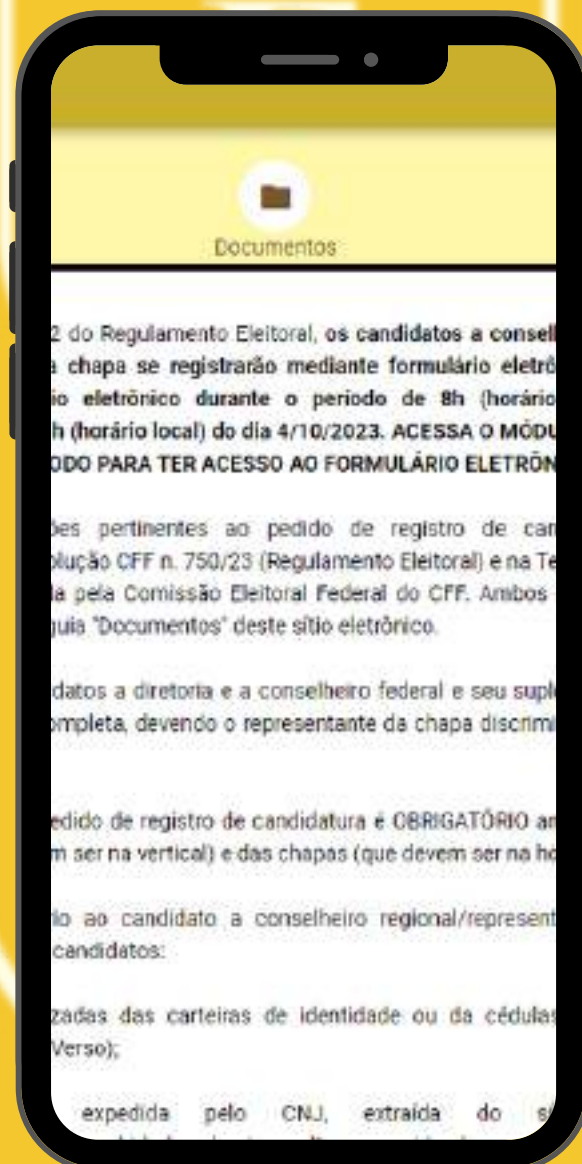 Documentos
2 do Regulamento Eleitoral, os candidatos a consel
a chapa se registrarão mediante formulário eletrô
io eletrônico durante o período de 8h (horário
h (horário local) do dia 4/10/2023. ACESSA O MÓDU
ODO PARA TER ACESSO AO FORMULÁRIO ELETRÔN
ões pertinentes ao pedido de registro de can
olução CFF n. 750/23 (Regulamento Eleitoral) e na Te
la pela Comissão Eleitoral Federal do CFF. Ambos
guia "Documentos" deste sítio eletrônico.
datos a diretoria e a conselheiro federal e seu supl
ompleta, devendo o representante da chapa discrimi
edido de registro de candidatura é OBRIGATÓRIO an
m ser na vertical) e das chapas (que devem ser na ho
io ao candidato a conselheiro regional/represent
candidatos:
zadas das carteiras de identidade ou da cédulas
Verso);
expedida pelo CNJ, extraída do s